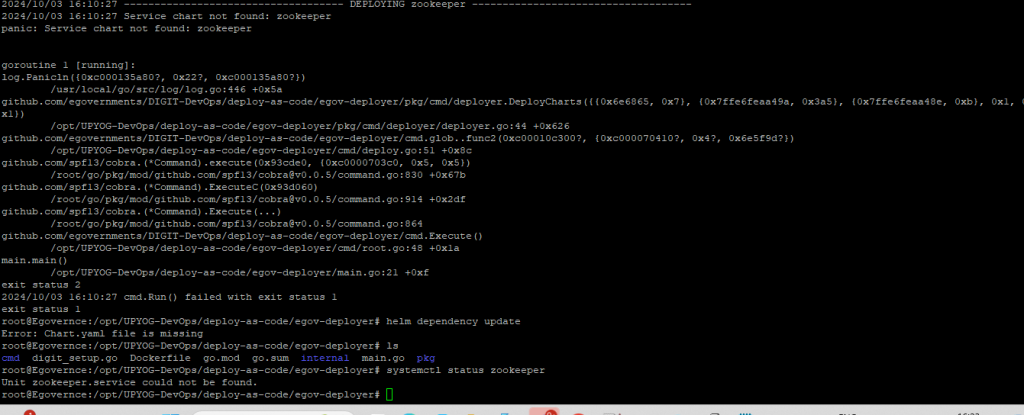 2024/10/03 16:10:27 ----------------------------------- DEPLOYING zookeeper -----------------------------------
2024/10/03 16:10:27 Service chart not found: zookeeper
panic: Service chart not found: zookeeper
goroutine 1 [running]:
log.Panicln({0xc000135a80?, 0x22?, 0xc000135a80?})
/usr/local/go/src/log/log.go:446 +0x5a
github.com/egovernments/DIGIT-DevOps/deploy-as-code/egov-deployer/pkg/cmd/deployer.DeployCharts({{0x6e6865, 0x7}, {0x7ffe6feaa49a, 0x3a5}, {0x7ffe6feaa48e, 0xb}, 0x1, 0
x1})
/opt/UPYOG-DevOps/deploy-as-code/egov-deployer/pkg/cmd/deployer/deployer.go:44 +0x626
github.com/egovernments/DIGIT-DevOps/deploy-as-code/egov-deployer/cmd.glob..func2(0xc00010c300?, {0xc000070410?, 0x4?, 0x6e5f9d?})
/opt/UPYOG-DevOps/deploy-as-code/egov-deployer/cmd/deploy.go:51 +0x8c
github.com/spf13/cobra.(*Command).execute(0x93cde0, {0xc0000703c0, 0x5, 0x5})
/root/go/pkg/mod/github.com/spf13/cobra@v0.0.5/command.go:830 +0x67b
github.com/spf13/cobra.(*Command).ExecuteC(0x93d060)
/root/go/pkg/mod/github.com/spf13/cobra@v0.0.5/command.go:914 +0x2df
github.com/spf13/cobra.(*Command).Execute(...)
/root/go/pkg/mod/github.com/spf13/cobra@v0.0.5/command.go:864
github.com/egovernments/DIGIT-DevOps/deploy-as-code/egov-deployer/cmd.Execute()
/opt/UPYOG-DevOps/deploy-as-code/egov-deployer/cmd/root.go:48 +0x1a
main.main()
/opt/UPYOG-DevOps/deploy-as-code/egov-deployer/main.go:21 +0xf
exit status 2
2024/10/03 16:10:27 cmd.Run() failed with exit status 1
exit status 1
root@Egovernce:/opt/UPYOG-DevOps/deploy-as-code/egov-deployer# helm dependency update
Error: Chart.yaml file is missing
root@Egovernce:/opt/UPYOG-DevOps/deploy-as-code/egov-deployer# ls
cmd digit_setup.go Dockerfile go.mod go.sum internal main.go pkg
root@Egovernce:/opt/UPYOG-DevOps/deploy-as-code/egov-deployer# systemctl status zookeeper
Unit zookeeper.service could not be found.
root@Egovernce:/opt/UPYOG-DevOps/deploy-as-code/egov-deployer#